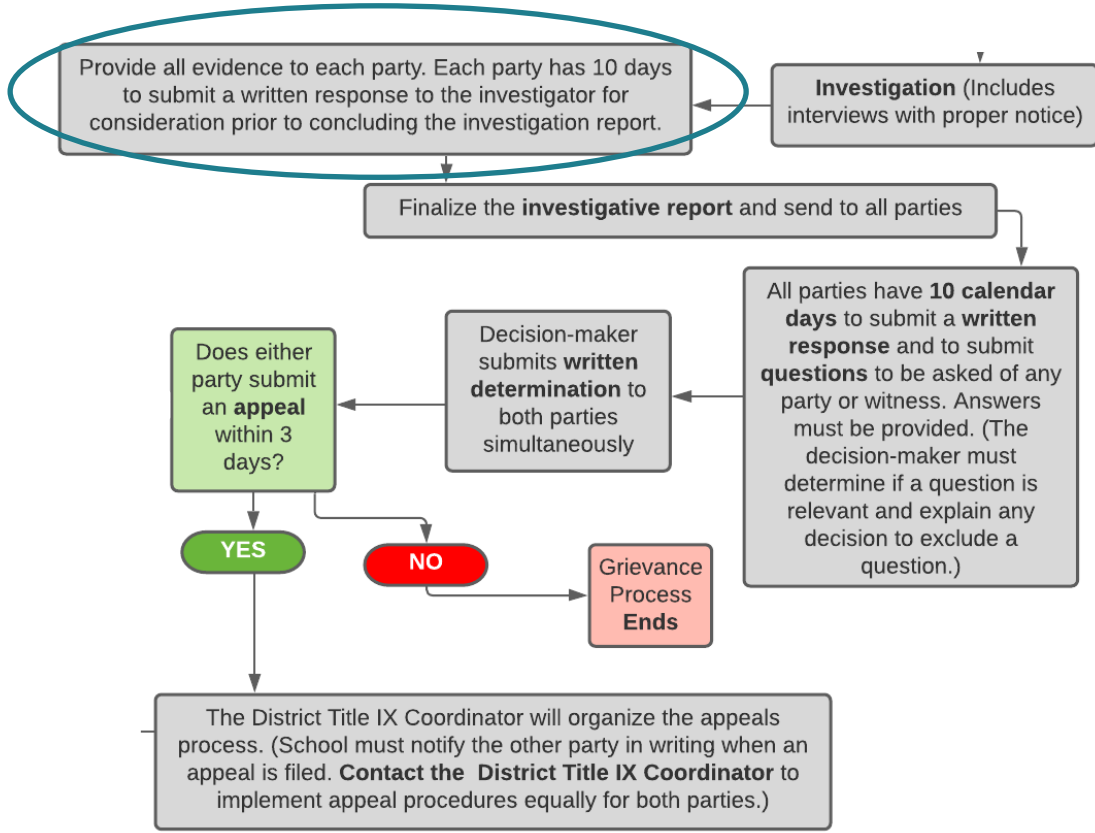 Provide all evidence to each party. Each party has 10 days
to submit a written response to the investigator for
consideration prior to concluding the investigation report.
Investigation (Includes
interviews with proper notice)
Finalize the investigative report and send to all parties
All parties have 10 calendar
days to submit a written
response and to submit
questions to be asked of any
party or witness. Answers
must be provided. (The
decision-maker must
determine if a question is
relevant and explain any
decision to exclude a
question.)
Decision-maker
submits written
determination to
both parties
simultaneously
Does either
party submit
an appeal
within 3
days?
YES
NO
Grievance
Process
Ends
The District Title IX Coordinator will organize the appeals
process. (School must notify the other party in writing when an
appeal is filed. Contact the  District Title IX Coordinator to
implement appeal procedures equally for both parties.)